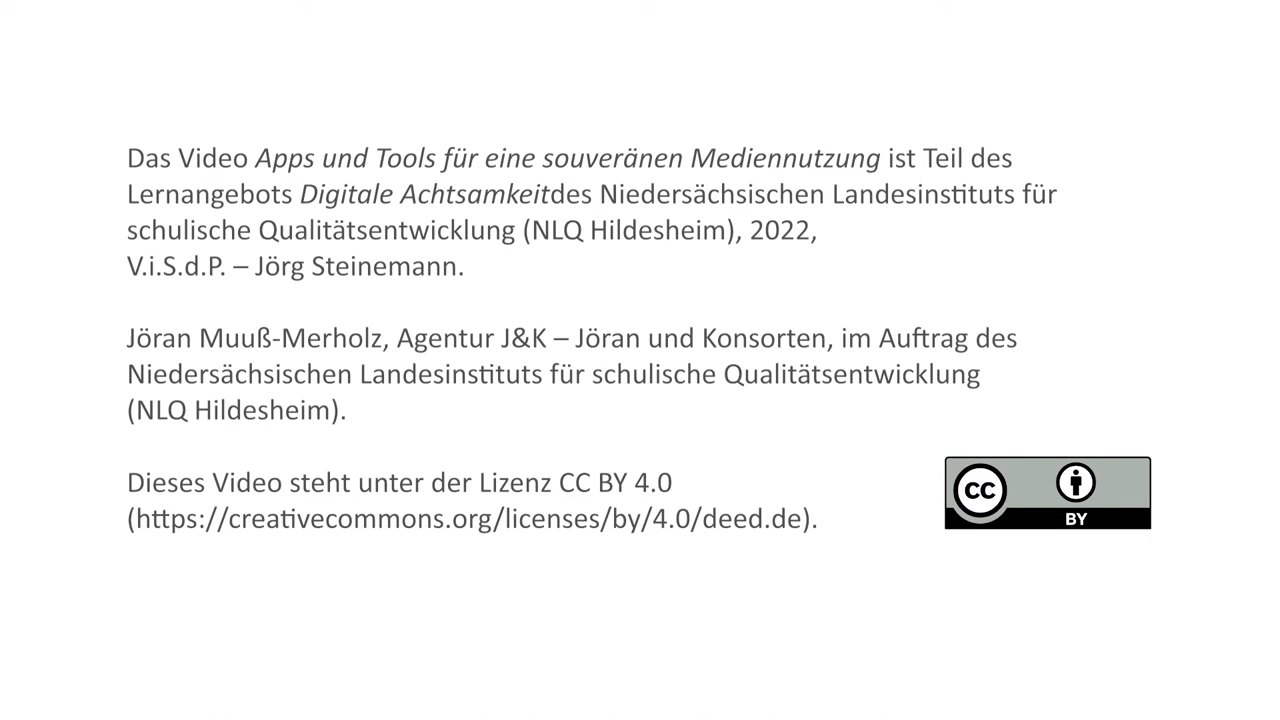 Das Video Apps und Tools für eine souveränen Mediennutzung ist Teil des
Lernangebots Digitale Achtsamkeitdes Niedersächsischen Landesinstituts für
schulische Qualitätsentwicklung (NLQ Hildesheim), 2022,
V.i.S.d.P. – Jörg Steinemann.
Jöran Muuß-Merholz, Agentur J&K – Jöran und Konsorten, im Auftrag des
Niedersächsischen Landesinstituts für schulische Qualitätsentwicklung
(NLQ Hildesheim).
Dieses Video steht unter der Lizenz CC BY 4.0
(https://creativecommons.org/licenses/by/4.0/deed.de).
CC
BY